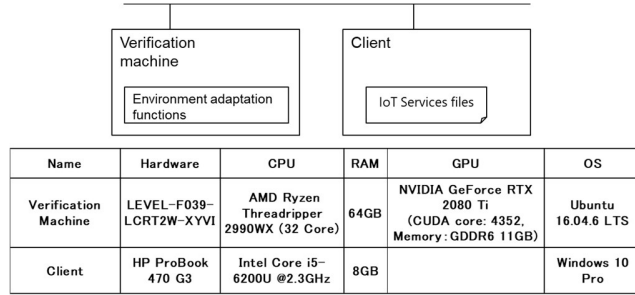 Verification
machine
Environment adaptation
functions
Client
IoT Services files
Name Hardware CPU RAM GPU OS
Verification
Machine
LEVEL-F039-
LCRT2W-XYVI
AMD Ryzen
Threadripper
2990WX (32 Core)
64GB
NVIDIA GeForce RTX
2080 Ti
(CUDA core: 4352,
Memory: GDDR6 11GB)
Ubuntu
16.04.6 LTS
Client
HP ProBook
470 G3
Intel Core i5-
6200U @2.3GHz
8GB
Windows 10
Pro